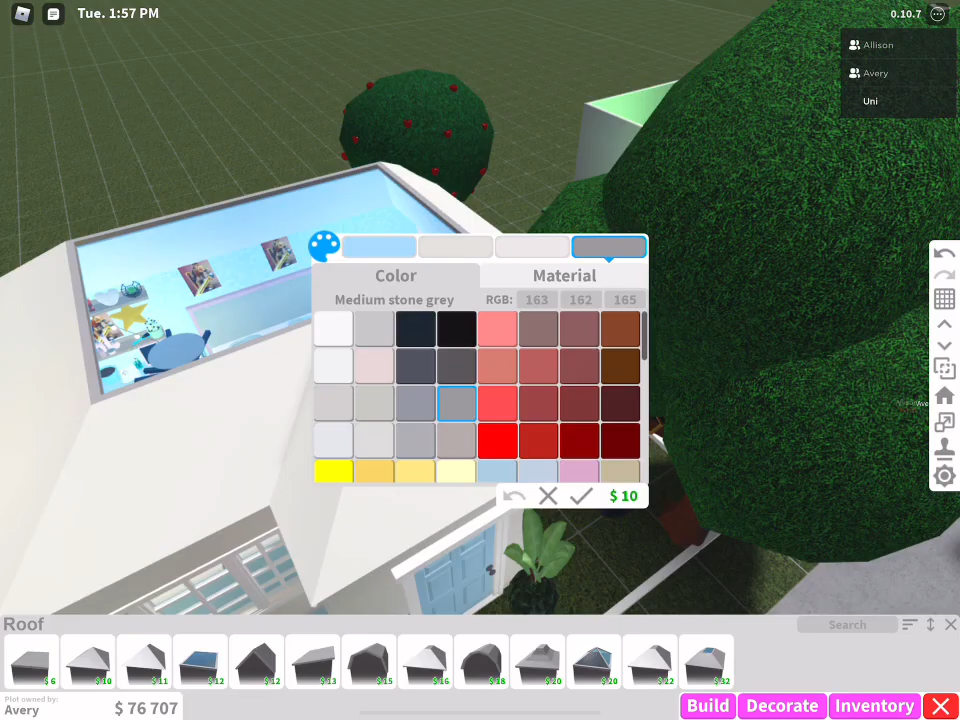 Tue. 1:57 PM
0.10.7
Allison
Avery
Uni
Color
Material
Medium stone grey
RGB:
163
162
165
$ 10
Roof
Search
$ 6
$10
$11
$12
$12
$13
$15
$16
$18
$20
$20
$22
$32
Plot owned by:
Avery
$ 76 707
Build
Decorate
Inventory